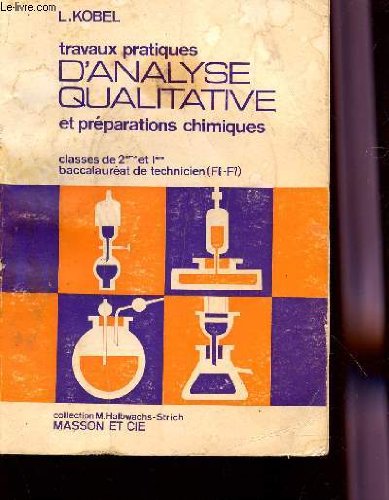 Le-livre.com
L.KOBEL
travaux pratiques
D'ANALYSE
QUALITATIVE
et préparations chimiques
classes de 2ème et 1ère
baccalauréat de technicien (F6-F7)
collection M.Halbwachs-Strich
MASSON ET CIE